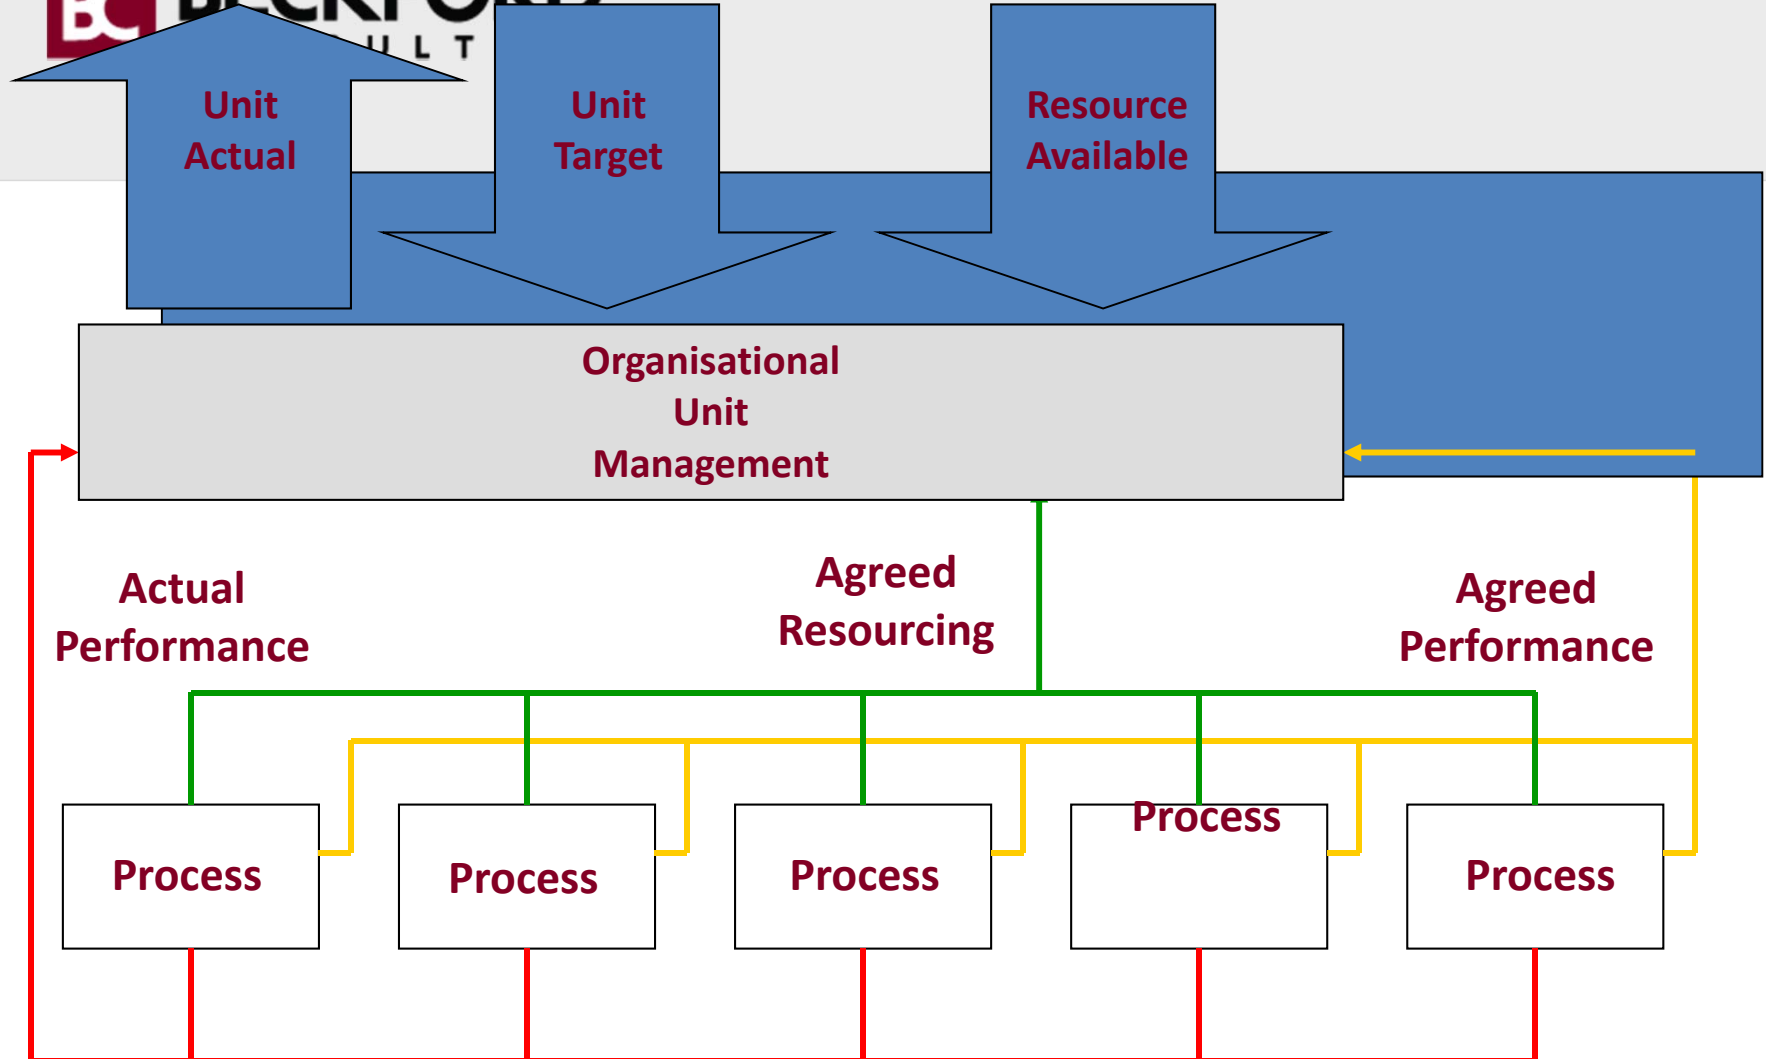 BC
Unit
Actual
Unit
Target
Resource
Available
Organisational
Unit
Management
Actual
Performance
Agreed
Resourcing
Agreed
Performance
Process
Process
Process
Process
Process